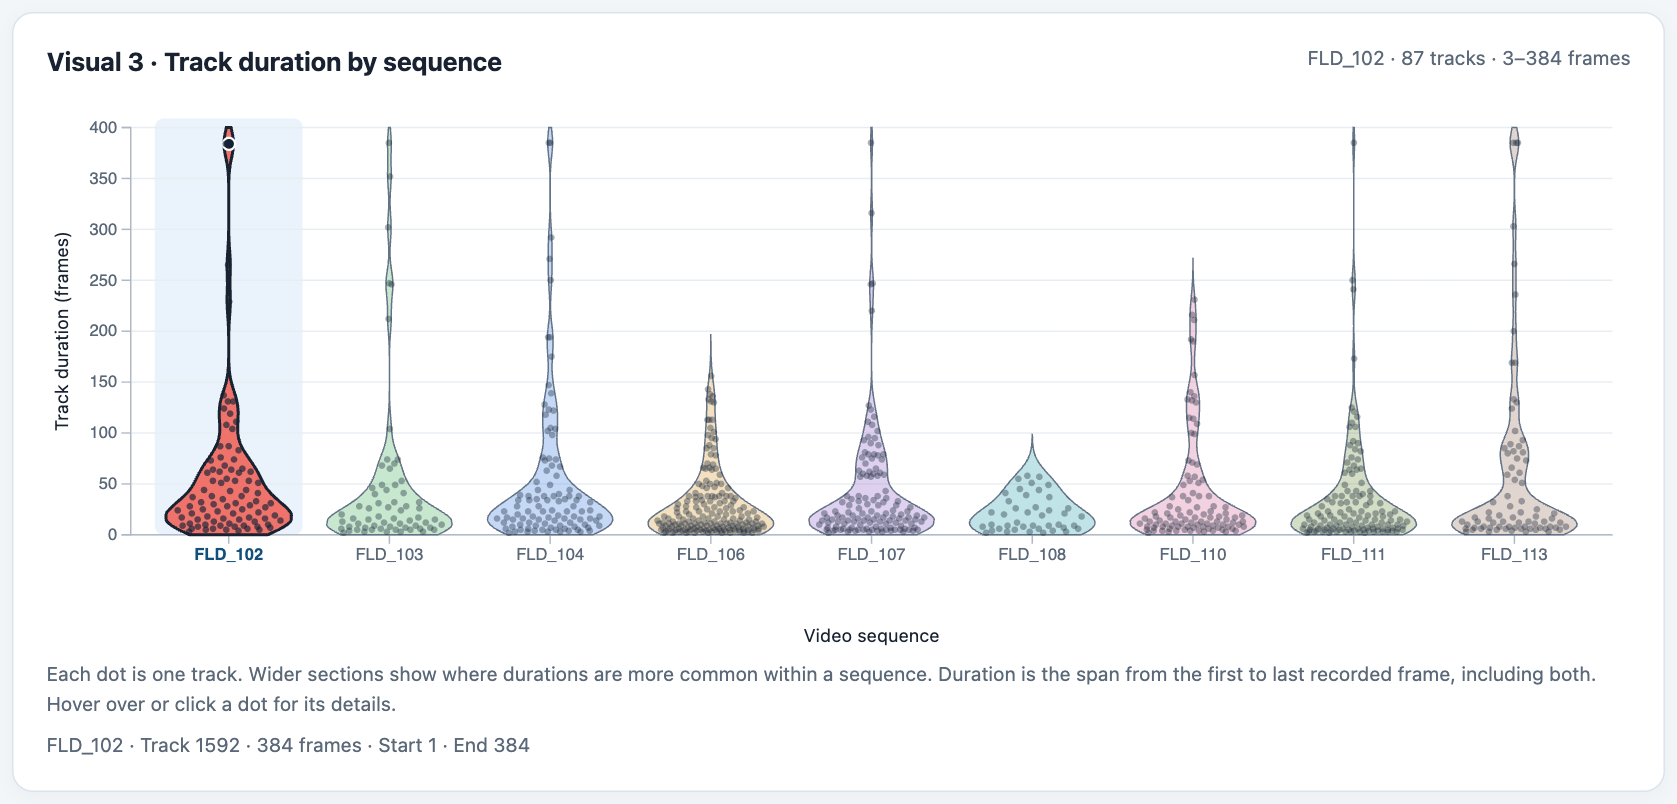 Visual 3 · Track duration by sequence
FLD_102 · 87 tracks · 3–384 frames
Track duration (frames)
400
350
300
250
200
150
100
50
0
FLD_102
FLD_103
FLD_104
FLD_106
FLD_107
FLD_108
FLD_110
FLD_111
FLD_113
Video sequence
Each dot is one track. Wider sections show where durations are more common within a sequence. Duration is the span from the first to last recorded frame, including both.
Hover over or click a dot for its details.
FLD_102 · Track 1592 · 384 frames · Start 1 · End 384